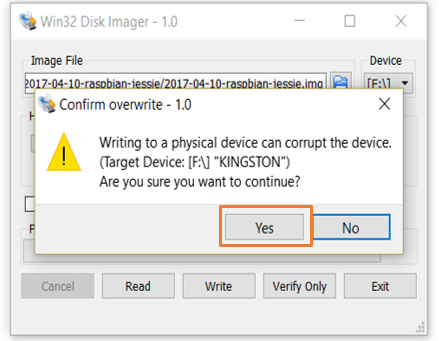 Win32 Disk Imager - 1.0
Image File
Device
2017-04-10-raspbian-jessie/2017-04-10-raspbian-jessie.img
[F:\]
Confirm overwrite - 1.0
Writing to a physical device can corrupt the device.
(Target Device: [F:\] "KINGSTON")
Are you sure you want to continue?
Yes
No
Cancel
Read
Write
Verify Only
Exit